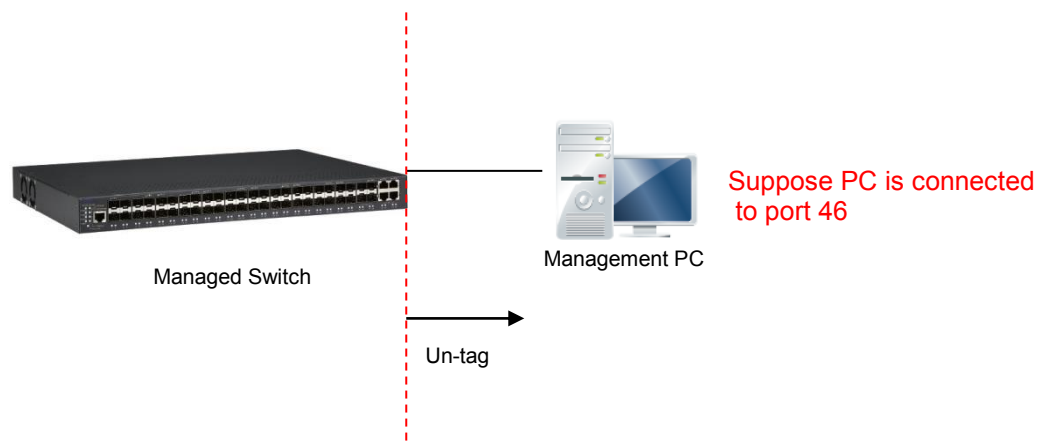 Suppose PC is connected
to port 46
Management PC
Managed Switch
Un-tag